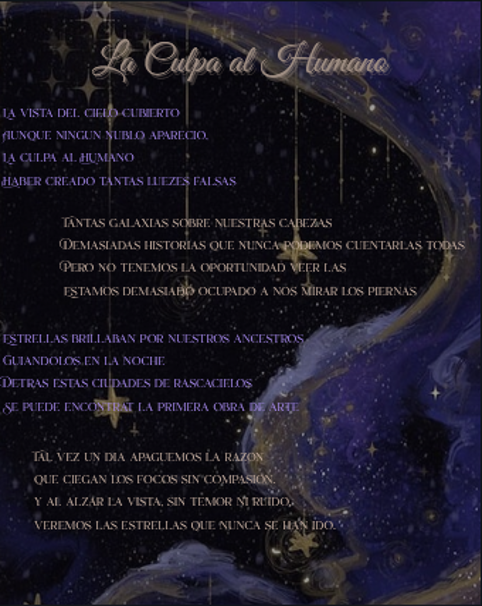 La Culpa al Humano
La vista del cielo cubierto
Aunque ningun nublo aparecio.
La culpa al humano
Haber creado tantas luezes falsas
Tantas galaxias sobre nuestras cabezas
Demasiadas historias que nunca podemos cuentarlas todas
Pero no tenemos la oportunidad veer las
Estamos demasiabo ocupado a nos mirar los piernas
Estrellas brillaban por nuestros ancestros
Guiandolos en la noche
Detras estas ciudades de rascacielos
Se puede encontrat la primera obra de arte
Tal vez un dia apaguemos la razon
que ciegan los focos sin compasion,
y al alzar la vista, sin temor ni ruido,
veremos las estrellas que nunca se han ido.